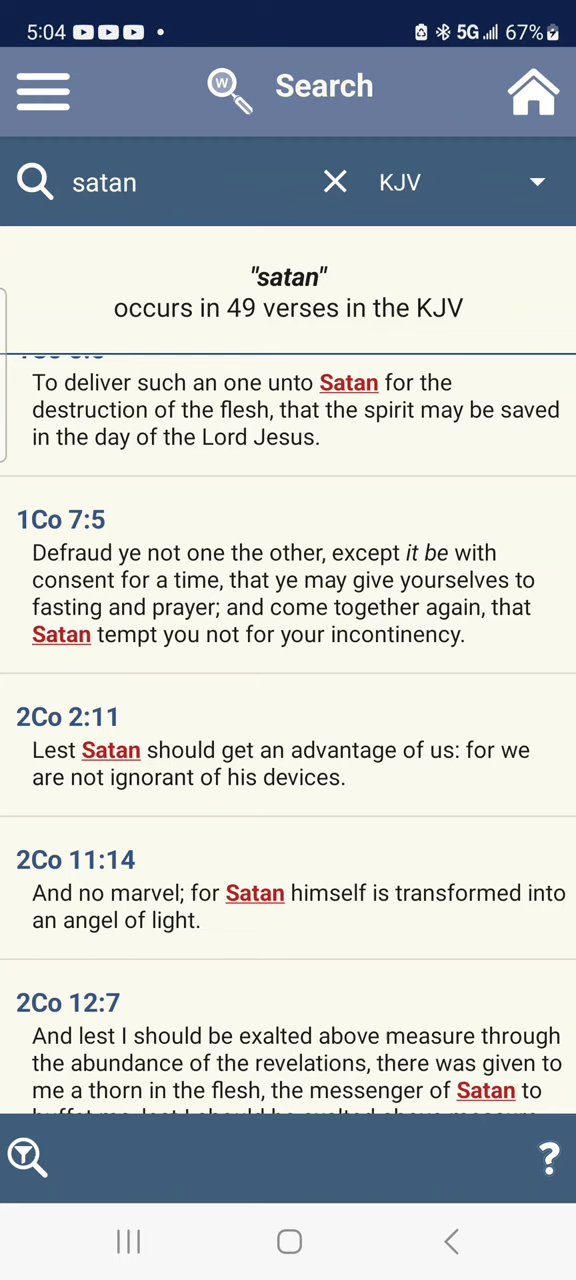 5:04
5G 67%
W
Search
satan
KJV
"satan"
occurs in 49 verses in the KJV
To deliver such an one unto Satan for the
destruction of the flesh, that the spirit may be saved
in the day of the Lord Jesus.
1Co 7:5
Defraud ye not one the other, except it be with
consent for a time, that ye may give yourselves to
fasting and prayer; and come together again, that
Satan tempt you not for your incontinency.
2Co 2:11
Lest Satan should get an advantage of us: for we
are not ignorant of his devices.
2Co 11:14
And no marvel; for Satan himself is transformed into
an angel of light.
2Co 12:7
And lest I should be exalted above measure through
the abundance of the revelations, there was given to
me a thorn in the flesh, the messenger of Satan to
?